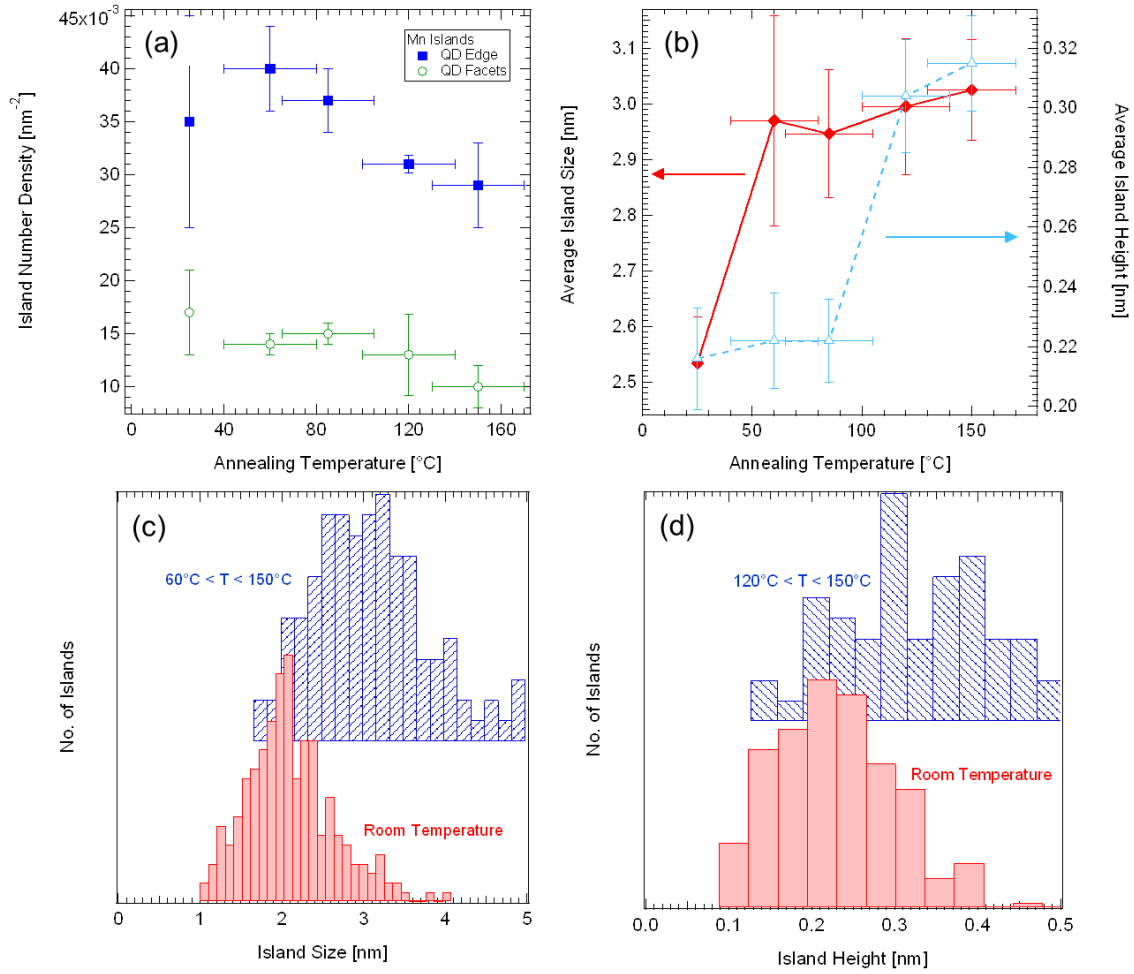 (a)
Mn Islands
QD Edge
QD Facets
45x10⁻³
40
35
30
25
20
15
10
Island Number Density [nm⁻²]
0
40
80
120
160
Annealing Temperature [°C]
(b)
3.1
3.0
2.9
2.8
2.7
2.6
2.5
Average Island Size [nm]
0.32
0.30
0.28
0.26
0.24
0.22
0.20
Average Island Height [nm]
0
50
100
150
Annealing Temperature [°C]
(c)
60°C < T < 150°C
Room Temperature
No. of Islands
0
1
2
3
4
5
Island Size [nm]
(d)
120°C < T < 150°C
Room Temperature
No. of Islands
0.0
0.1
0.2
0.3
0.4
0.5
Island Height [nm]